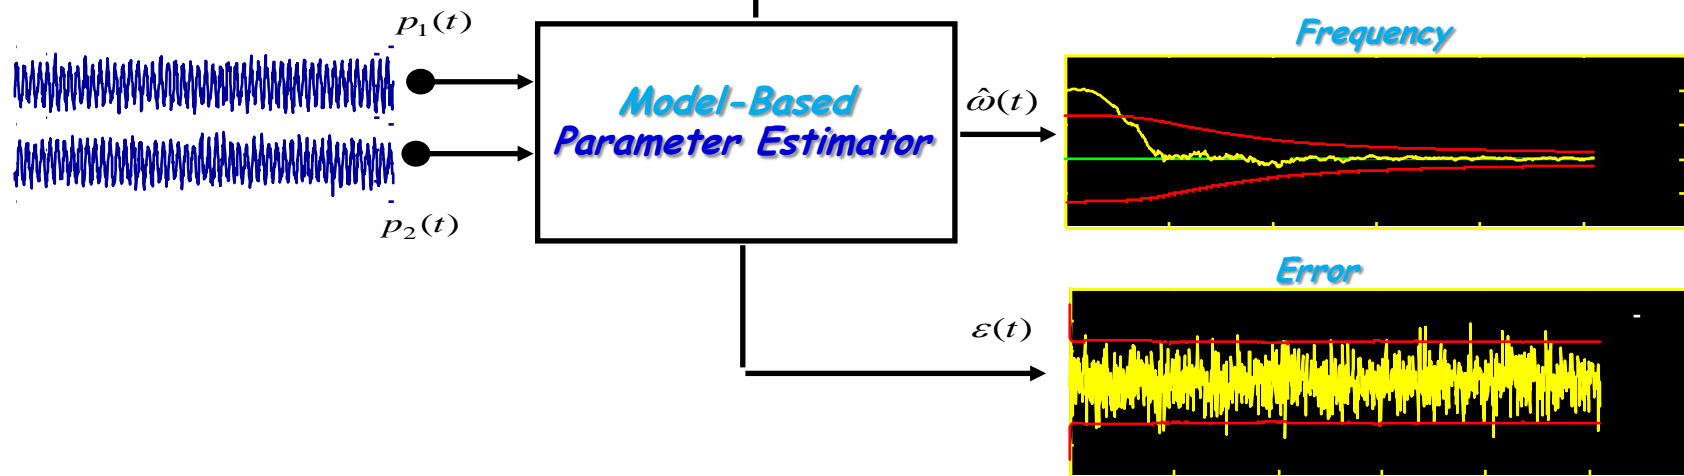 p₁(t)
Frequency
Model-Based
Parameter Estimator
ω̂(t)
p₂(t)
Error
ε(t)